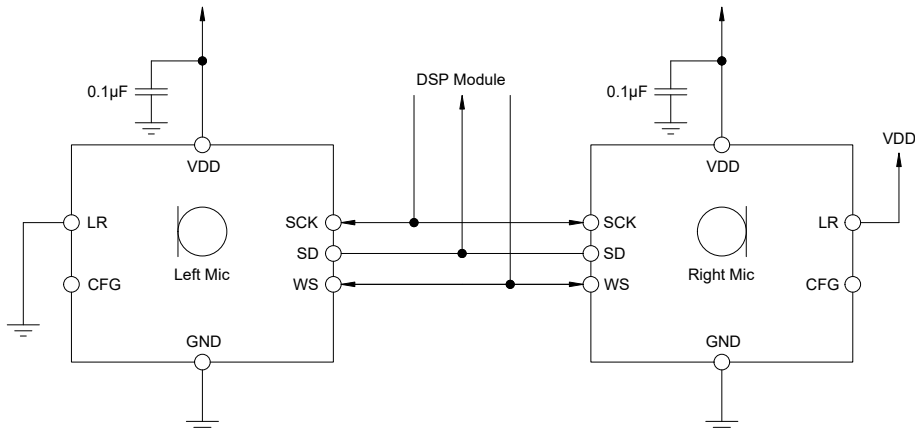 0.1µF
DSP Module
0.1µF
VDD
VDD
VDD
LR
SCK
SCK
LR
SD
SD
Left Mic
Right Mic
CFG
WS
WS
CFG
GND
GND